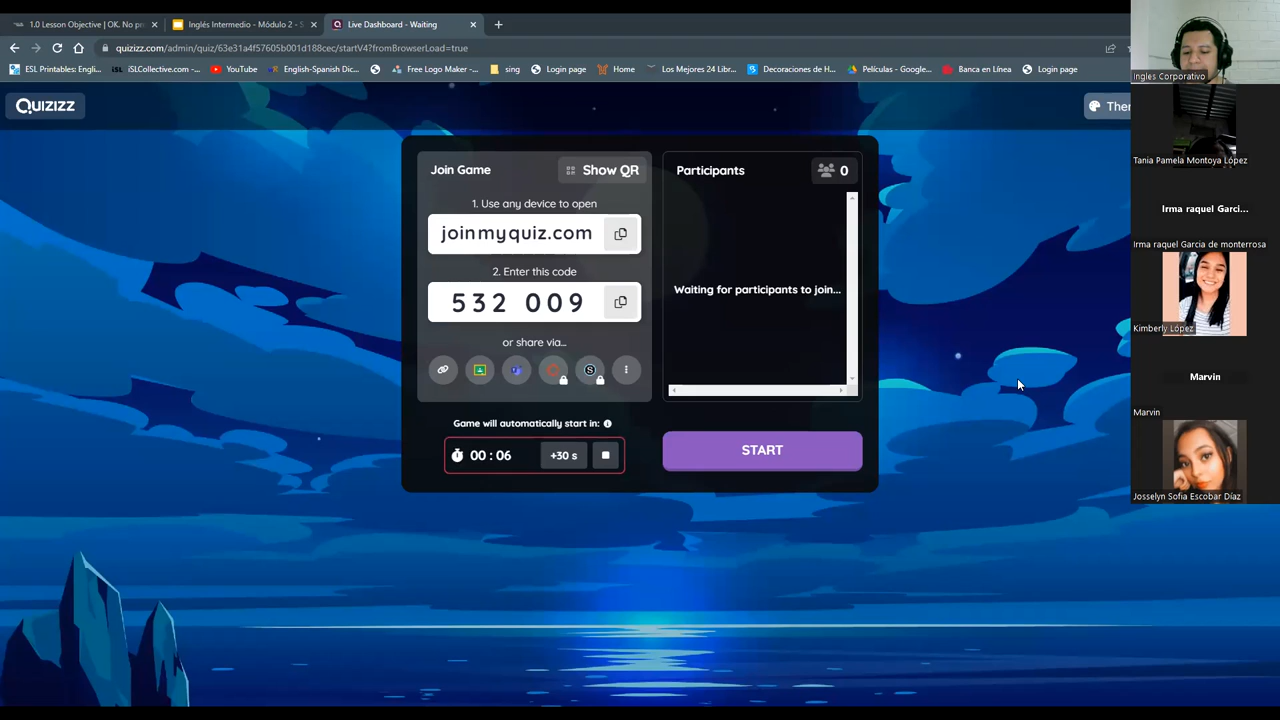 1.0 Lesson Objective | OK. No pr
Inglés Intermedio - Módulo 2 - S
Live Dashboard - Waiting
quizizz.com/admin/quiz/63e31a4f57605b001d188cec/startV4?fromBrowserLoad=true
ESL Printables: Engli...
iSLCollective.com -...
YouTube
English-Spanish Dic...
Free Logo Maker -...
sing
Login page
Home
Los Mejores 24 Libr...
Decoraciones de H...
Películas - Google...
Banca en Línea
Login page
Quizizz
Ther
Join Game
Show QR
1. Use any device to open
joinmyquiz.com
2. Enter this code
532 009
or share via...
Game will automatically start in:
00 : 06
+30 s
Participants
0
Waiting for participants to join...
START
Ingles Corporativo
Tania Pamela Montoya López
Irma raquel Garci...
Irma raquel Garcia de monterrosa
Kimberly López
Marvin
Marvin
Josselyn Sofia Escobar Díaz